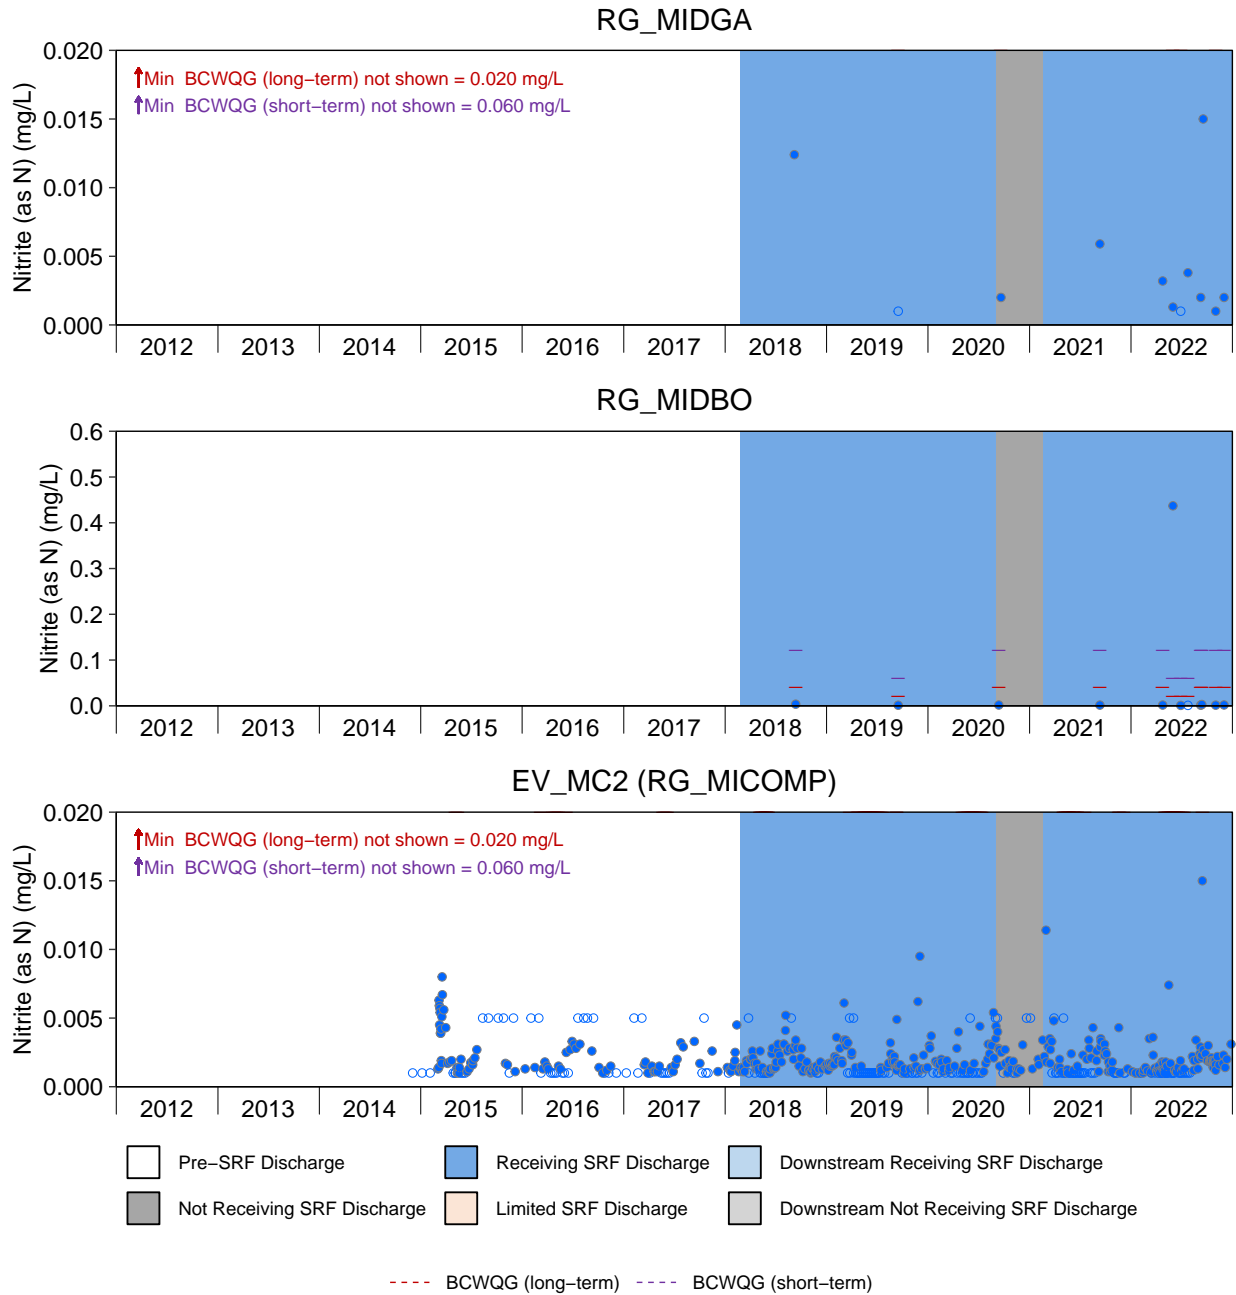 RG_MIDGA
Nitrite (as N) (mg/L)
0.020
0.015
0.010
0.005
0.000
Min BCWQG (long−term) not shown = 0.020 mg/L
Min BCWQG (short−term) not shown = 0.060 mg/L
2012 2013 2014 2015 2016 2017 2018 2019 2020 2021 2022
RG_MIDBO
Nitrite (as N) (mg/L)
0.6
0.5
0.4
0.3
0.2
0.1
0.0
2012 2013 2014 2015 2016 2017 2018 2019 2020 2021 2022
EV_MC2 (RG_MICOMP)
Nitrite (as N) (mg/L)
0.020
0.015
0.010
0.005
0.000
Min BCWQG (long−term) not shown = 0.020 mg/L
Min BCWQG (short−term) not shown = 0.060 mg/L
2012 2013 2014 2015 2016 2017 2018 2019 2020 2021 2022
Pre−SRF Discharge Receiving SRF Discharge Downstream Receiving SRF Discharge
Not Receiving SRF Discharge Limited SRF Discharge Downstream Not Receiving SRF Discharge
BCWQG (long−term) BCWQG (short−term)